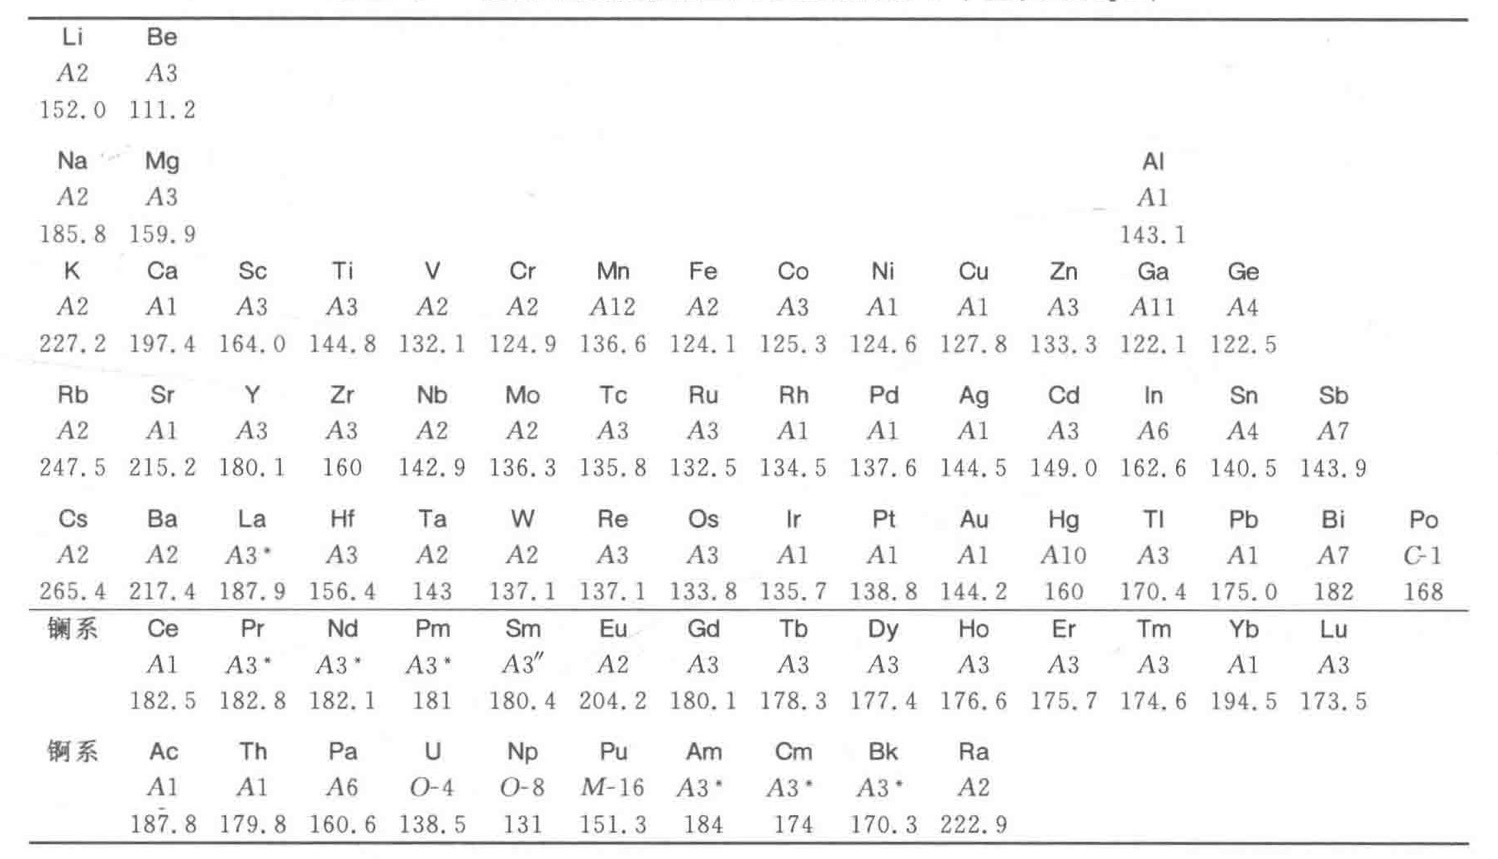 Li Be
A2 A3
152.0 111.2
Na Mg Al
A2 A3 A1
185.8 159.9 143.1
K Ca Sc Ti V Cr Mn Fe Co Ni Cu Zn Ga Ge
A2 A1 A3 A3 A2 A2 A12 A2 A3 A1 A1 A3 A11 A4
227.2 197.4 164.0 144.8 132.1 124.9 136.6 124.1 125.3 124.6 127.8 133.3 122.1 122.5
Rb Sr Y Zr Nb Mo Tc Ru Rh Pd Ag Cd In Sn Sb
A2 A1 A3 A3 A2 A2 A3 A3 A1 A1 A1 A3 A6 A4 A7
247.5 215.2 180.1 160 142.9 136.3 135.8 132.5 134.5 137.6 144.5 149.0 162.6 140.5 143.9
Cs Ba La Hf Ta W Re Os Ir Pt Au Hg Tl Pb Bi Po
A2 A2 A3* A3 A2 A2 A3 A3 A1 A1 A1 A10 A3 A1 A7 C-1
265.4 217.4 187.9 156.4 143 137.1 137.1 133.8 135.7 138.8 144.2 160 170.4 175.0 182 168
镧系 Ce Pr Nd Pm Sm Eu Gd Tb Dy Ho Er Tm Yb Lu
A1 A3* A3* A3* A3″ A2 A3 A3 A3 A3 A3 A3 A1 A3
182.5 182.8 182.1 181 180.4 204.2 180.1 178.3 177.4 176.6 175.7 174.6 194.5 173.5
锕系 Ac Th Pa U Np Pu Am Cm Bk Ra
A1 A1 A6 O-4 O-8 M-16 A3* A3* A3* A2
187.8 179.8 160.6 138.5 131 151.3 184 174 170.3 222.9